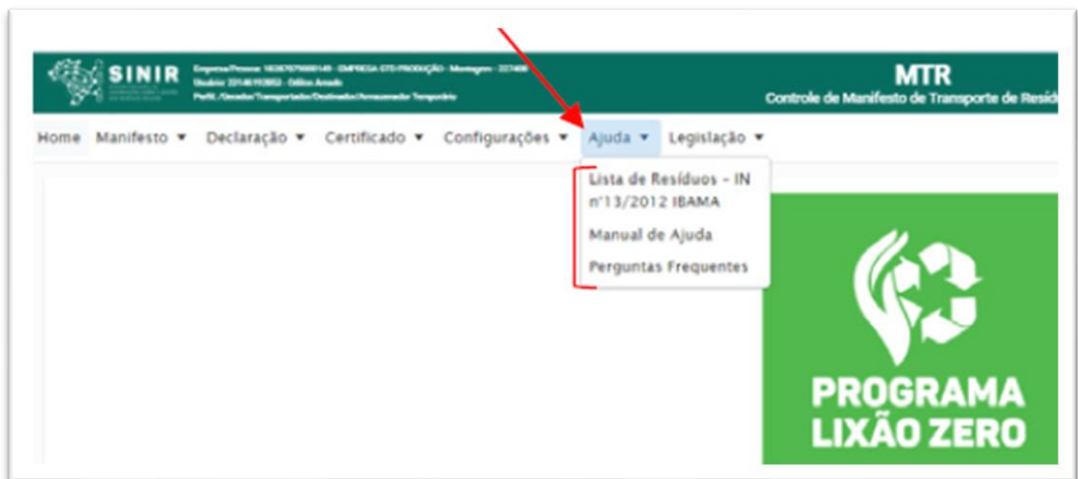 SINIR
MTR
Controle de Manifesto de Transporte de Resíd
Home Manifesto Declaração Certificado Configurações Ajuda Legislação
Lista de Resíduos – IN
n°13/2012 IBAMA
Manual de Ajuda
Perguntas Frequentes
PROGRAMA
LIXÃO ZERO